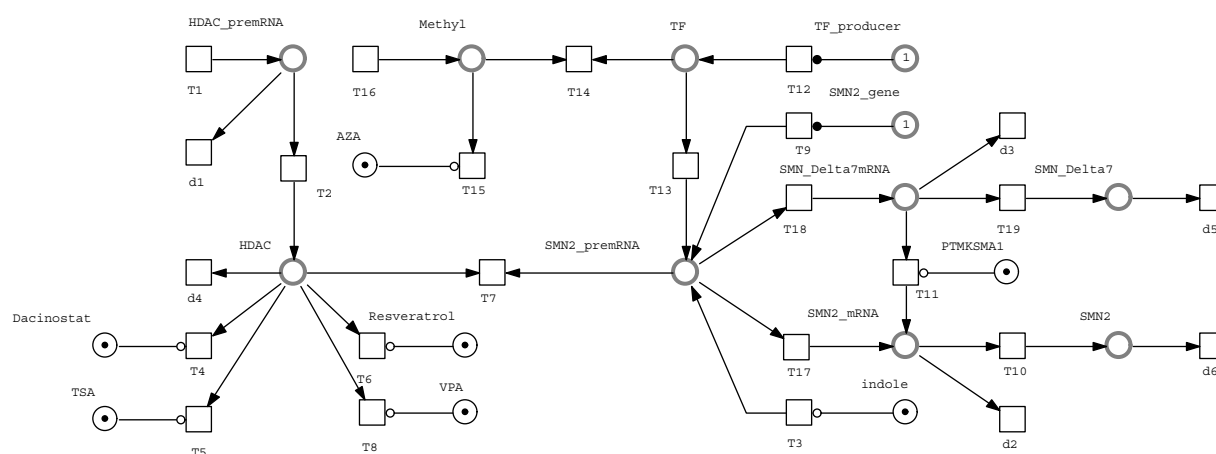 HDAC_premRNA
Methyl
TF
TF_producer
1
T1
T16
T14
T12
SMN2_gene
1
AZA
T9
d3
d1
T2
T15
T13
SMN_Delta7mRNA
SMN_Delta7
T18
T19
d5
HDAC
SMN2_premRNA
PTMKSMA1
d4
T7
T11
Dacinostat
Resveratrol
SMN2_mRNA
SMN2
T4
T6
T17
T10
d6
TSA
VPA
indole
T5
T8
T3
d2